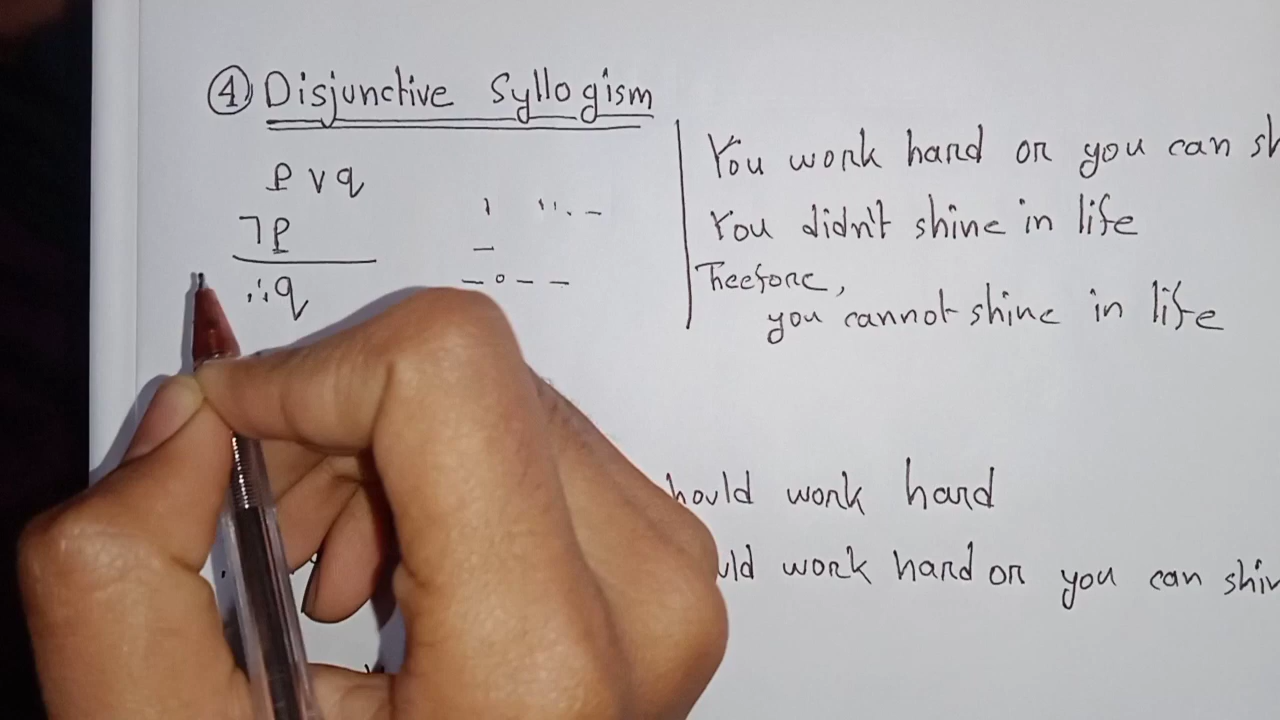 ④ Disjunctive Syllogism
p ∨ q
¬p
∴q
You work hard or you can sh
You didn't shine in life
Theefore,
you cannot shine in life
hould work hard
uld work hard or you can shin